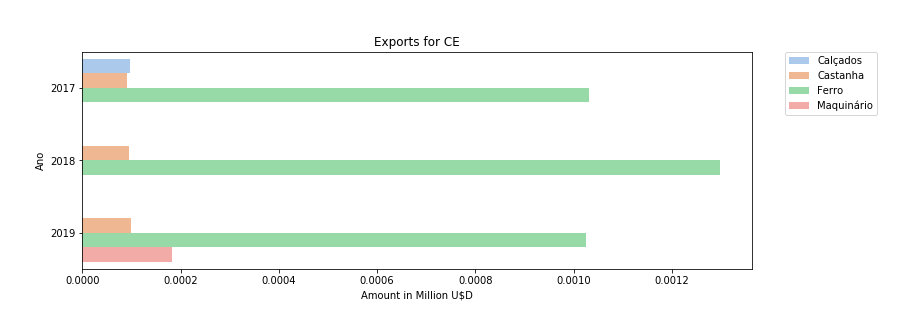 Exports for CE
Calçados
Castanha
Ferro
Maquinário
Ano
2017
2018
2019
0.0000 0.0002 0.0004 0.0006 0.0008 0.0010 0.0012
Amount in Million U$D